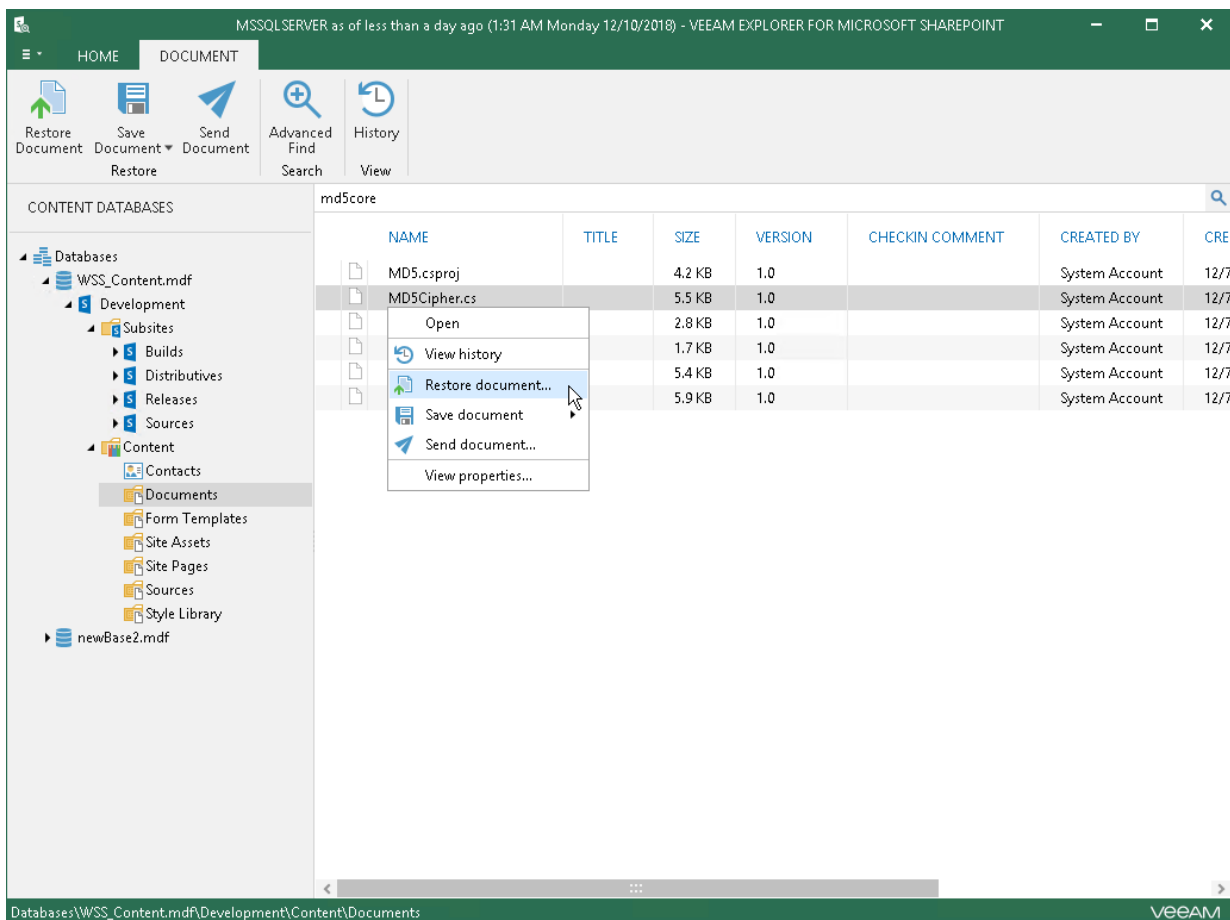 MSSQLSERVER as of less than a day ago (1:31 AM Monday 12/10/2018) - VEEAM EXPLORER FOR MICROSOFT SHAREPOINT
HOME DOCUMENT
Restore Document
Save Document
Send Document
Restore
Advanced Find
Search
History
View
CONTENT DATABASES
Databases
WSS_Content.mdf
Development
Subsites
Builds
Distributives
Releases
Sources
Content
Contacts
Documents
Form Templates
Site Assets
Site Pages
Sources
Style Library
newBase2.mdf
md5core
NAME TITLE SIZE VERSION CHECKIN COMMENT CREATED BY CRE
MD5.csproj 4.2 KB 1.0 System Account 12/7
MD5Cipher.cs 5.5 KB 1.0 System Account 12/7
2.8 KB 1.0 System Account 12/7
1.7 KB 1.0 System Account 12/7
5.4 KB 1.0 System Account 12/7
5.9 KB 1.0 System Account 12/7
Open
View history
Restore document...
Save document
Send document...
View properties...
Databases\WSS_Content.mdf\Development\Content\Documents
VEEAM